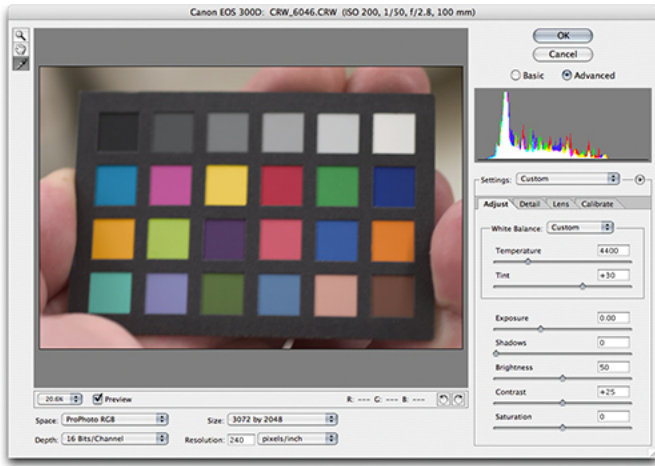 Canon EOS 300D: CRW_6046.CRW (ISO 200, 1/50, f/2.8, 100 mm)
OK
Cancel
Basic Advanced
Settings: Custom
Adjust Detail Lens Calibrate
White Balance: Custom
Temperature 4400
Tint +30
Exposure 0.00
Shadows 0
Brightness 50
Contrast +25
Saturation 0
20.6% Preview R: --- G: --- B: ---
Space: ProPhoto RGB Size: 3072 by 2048
Depth: 16 Bits/Channel Resolution: 240 pixels/inch